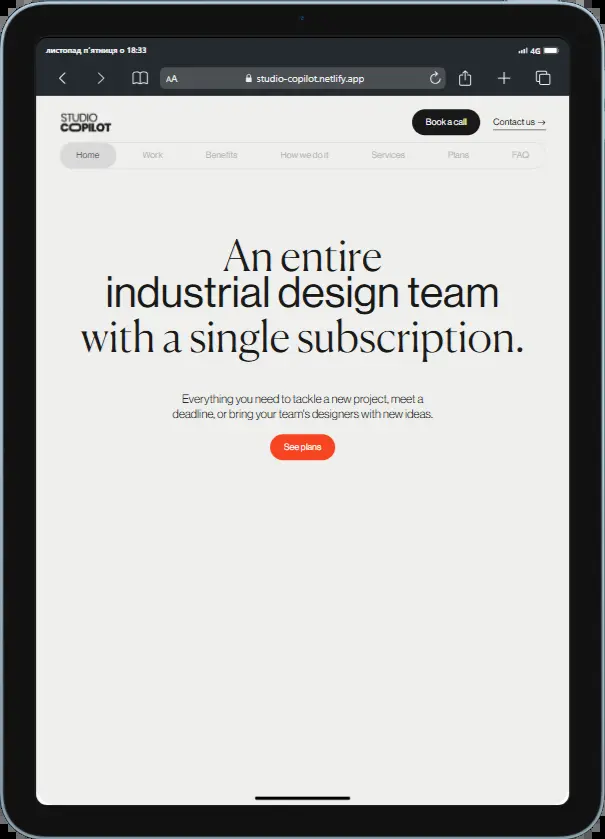 листопад п'ятниця о 18:33
4G
AA
studio-copilot.netlify.app
STUDIO
COPILOT
Book a call
Contact us →
Home Work Benefits How we do it Services Plans FAQ
An entire
industrial design team
with a single subscription.
Everything you need to tackle a new project, meet a
deadline, or bring your team's designers with new ideas.
See plans